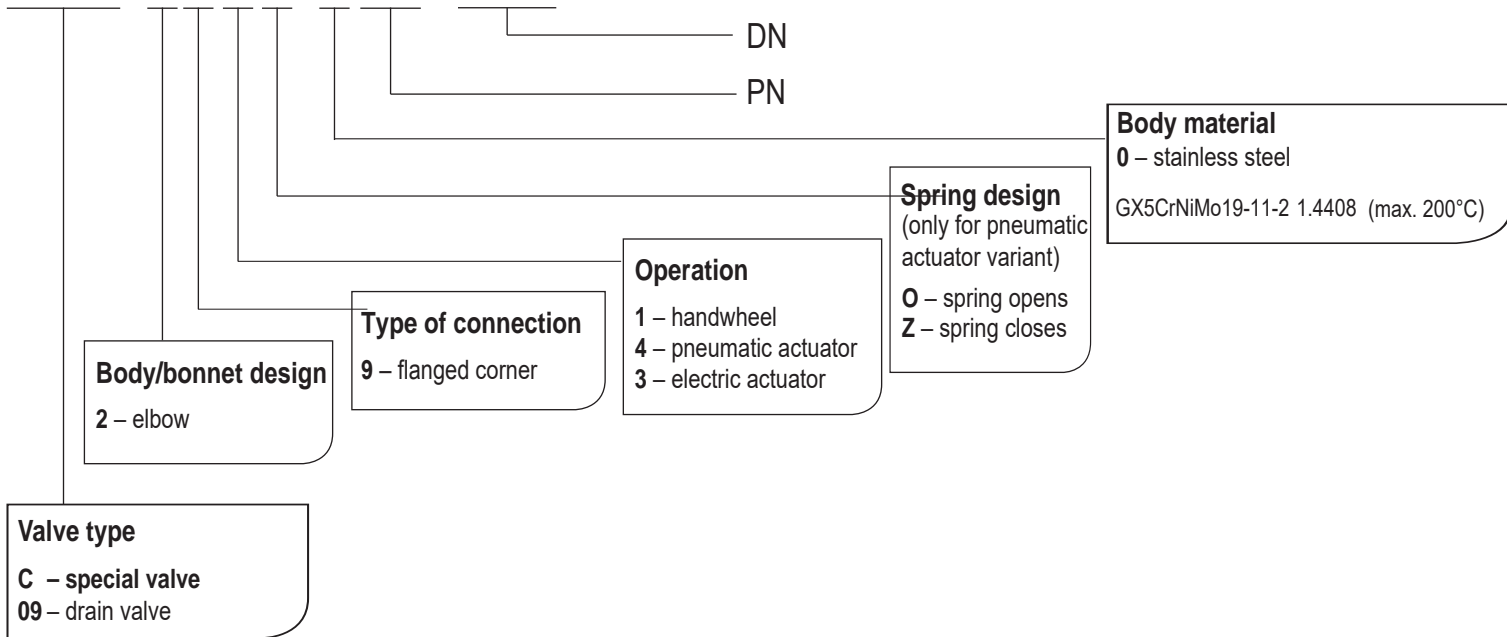 DN
PN
Body material
0 – stainless steel
GX5CrNiMo19-11-2 1.4408 (max. 200°C)
Spring design
(only for pneumatic
actuator variant)
O – spring opens
Z – spring closes
Operation
1 – handwheel
4 – pneumatic actuator
3 – electric actuator
Type of connection
9 – flanged corner
Body/bonnet design
2 – elbow
Valve type
C – special valve
09 – drain valve